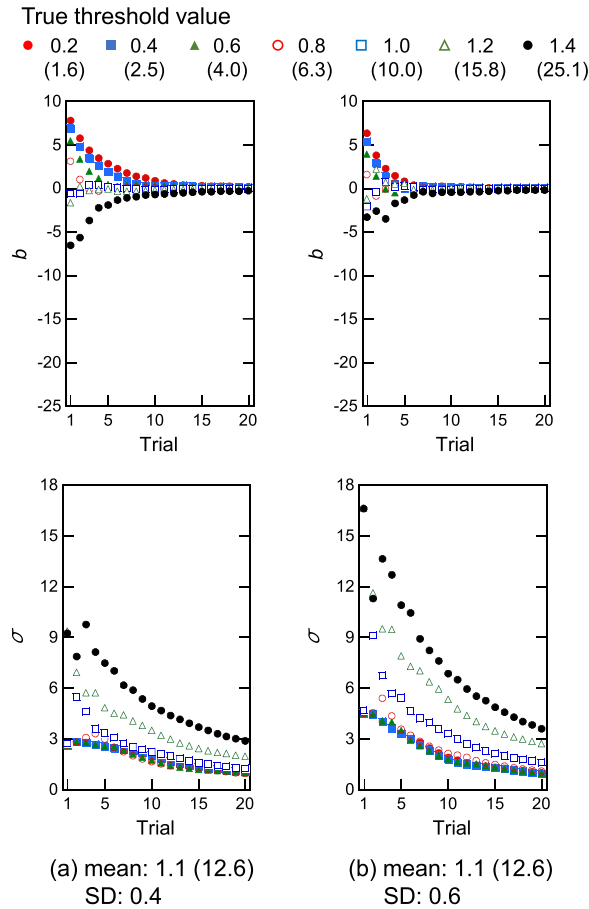 True threshold value
0.2 0.4 0.6 0.8 1.0 1.2 1.4
(1.6) (2.5) (4.0) (6.3) (10.0) (15.8) (25.1)
10 10
5 5
0 0
-5 -5
b b
-10 -10
-15 -15
-20 -20
-25 -25
1 5 10 15 20 1 5 10 15 20
Trial Trial
18 18
15 15
12 12
σ 9 σ 9
6 6
3 3
0 0
1 5 10 15 20 1 5 10 15 20
Trial Trial
(a) mean: 1.1 (12.6) (b) mean: 1.1 (12.6)
SD: 0.4 SD: 0.6